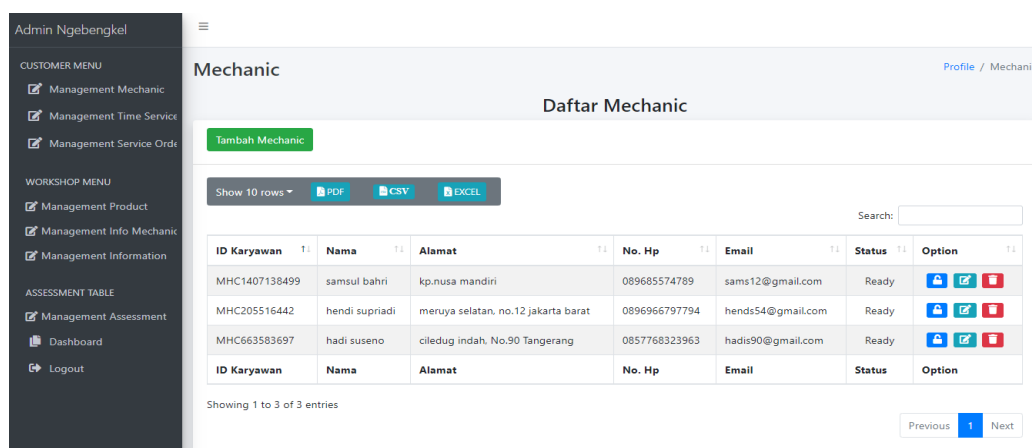 Admin Ngebengkel
CUSTOMER MENU
Management Mechanic
Management Time Service
Management Service Orde
WORKSHOP MENU
Management Product
Management Info Mechanic
Management Information
ASSESSMENT TABLE
Management Assessment
Dashboard
Logout
Mechanic
Profile / Mechani
Daftar Mechanic
Tambah Mechanic
Show 10 rows PDF CSV EXCEL
Search:
ID Karyawan Nama Alamat No. Hp Email Status Option
MHC1407138499 samsul bahri kp.nusa mandiri 089685574789 sams12@gmail.com Ready
MHC205516442 hendi supriadi meruya selatan, no.12 jakarta barat 0896966797794 hends54@gmail.com Ready
MHC663583697 hadi suseno ciledug indah, No.90 Tangerang 0857768323963 hadis90@gmail.com Ready
ID Karyawan Nama Alamat No. Hp Email Status Option
Showing 1 to 3 of 3 entries
Previous 1 Next